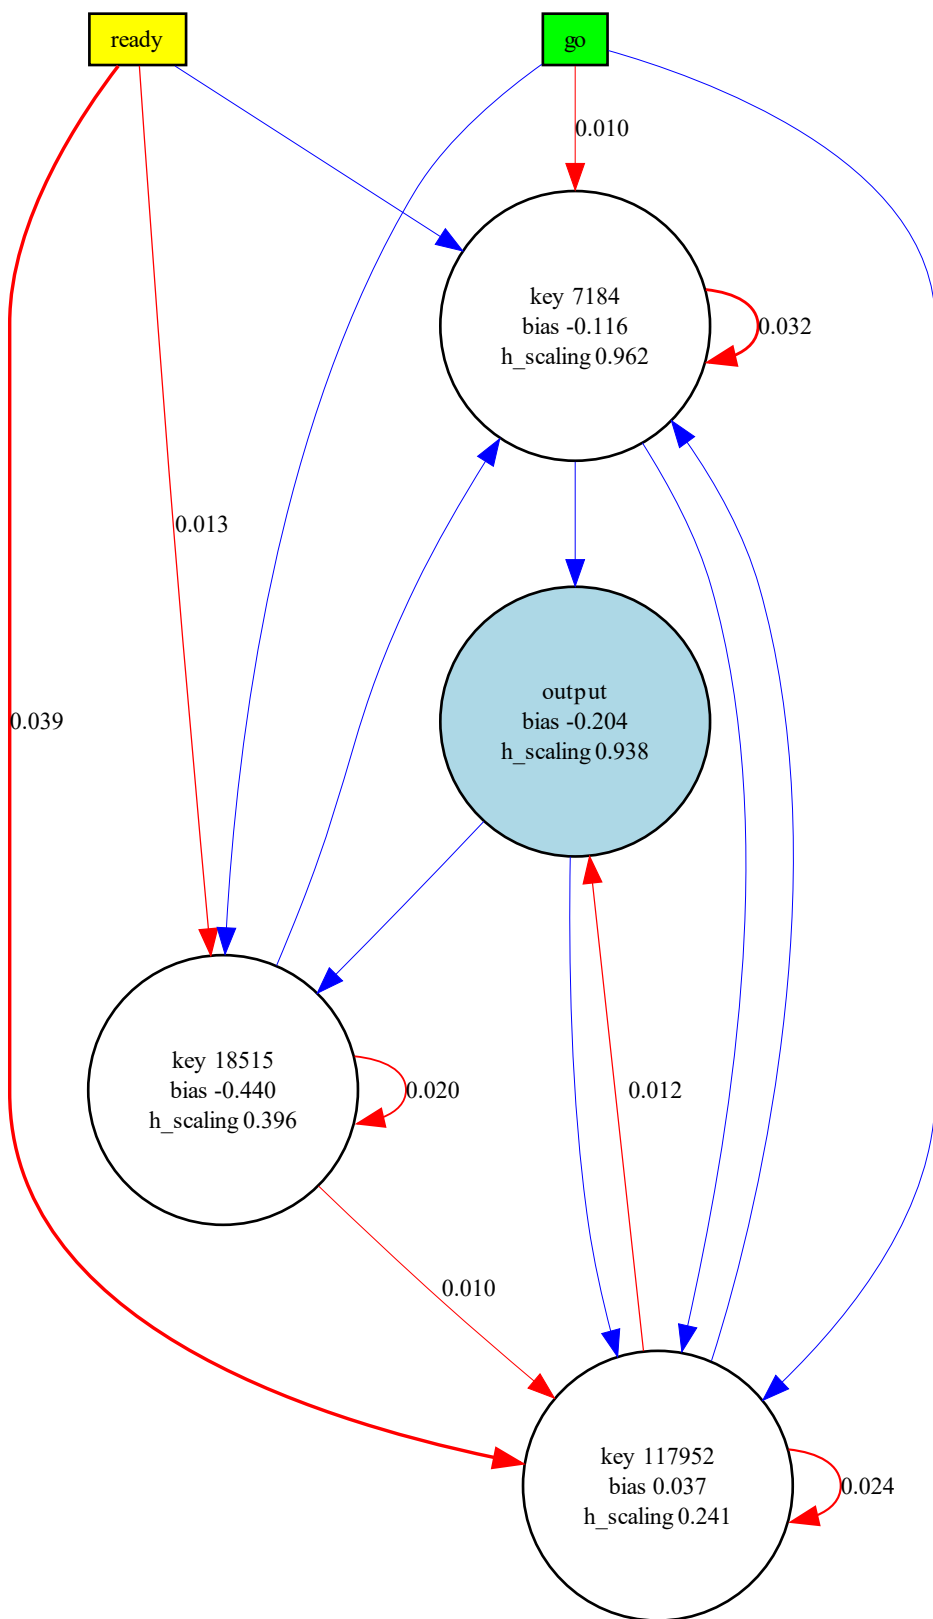 ready
go
0.010
key 7184
bias -0.116
h_scaling 0.962
0.032
0.013
0.039
output
bias -0.204
h_scaling 0.938
key 18515
bias -0.440
h_scaling 0.396
0.020
0.012
0.010
key 117952
bias 0.037
h_scaling 0.241
0.024